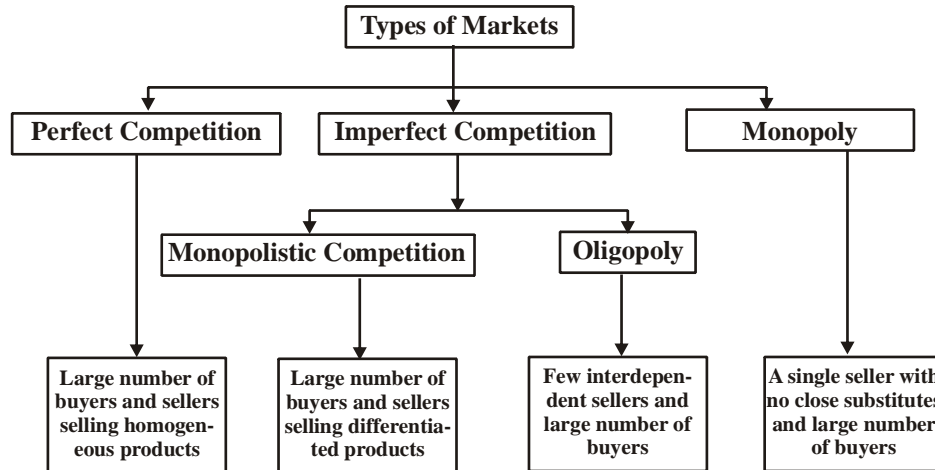 Types of Markets
Perfect Competition
Imperfect Competition
Monopoly
Monopolistic Competition
Oligopoly
Large number of
buyers and sellers
selling homogen-
eous products
Large number of
buyers and sellers
selling differentia-
ted products
Few interdepen-
dent sellers and
large number of
buyers
A single seller with
no close substitutes
and large number
of buyers